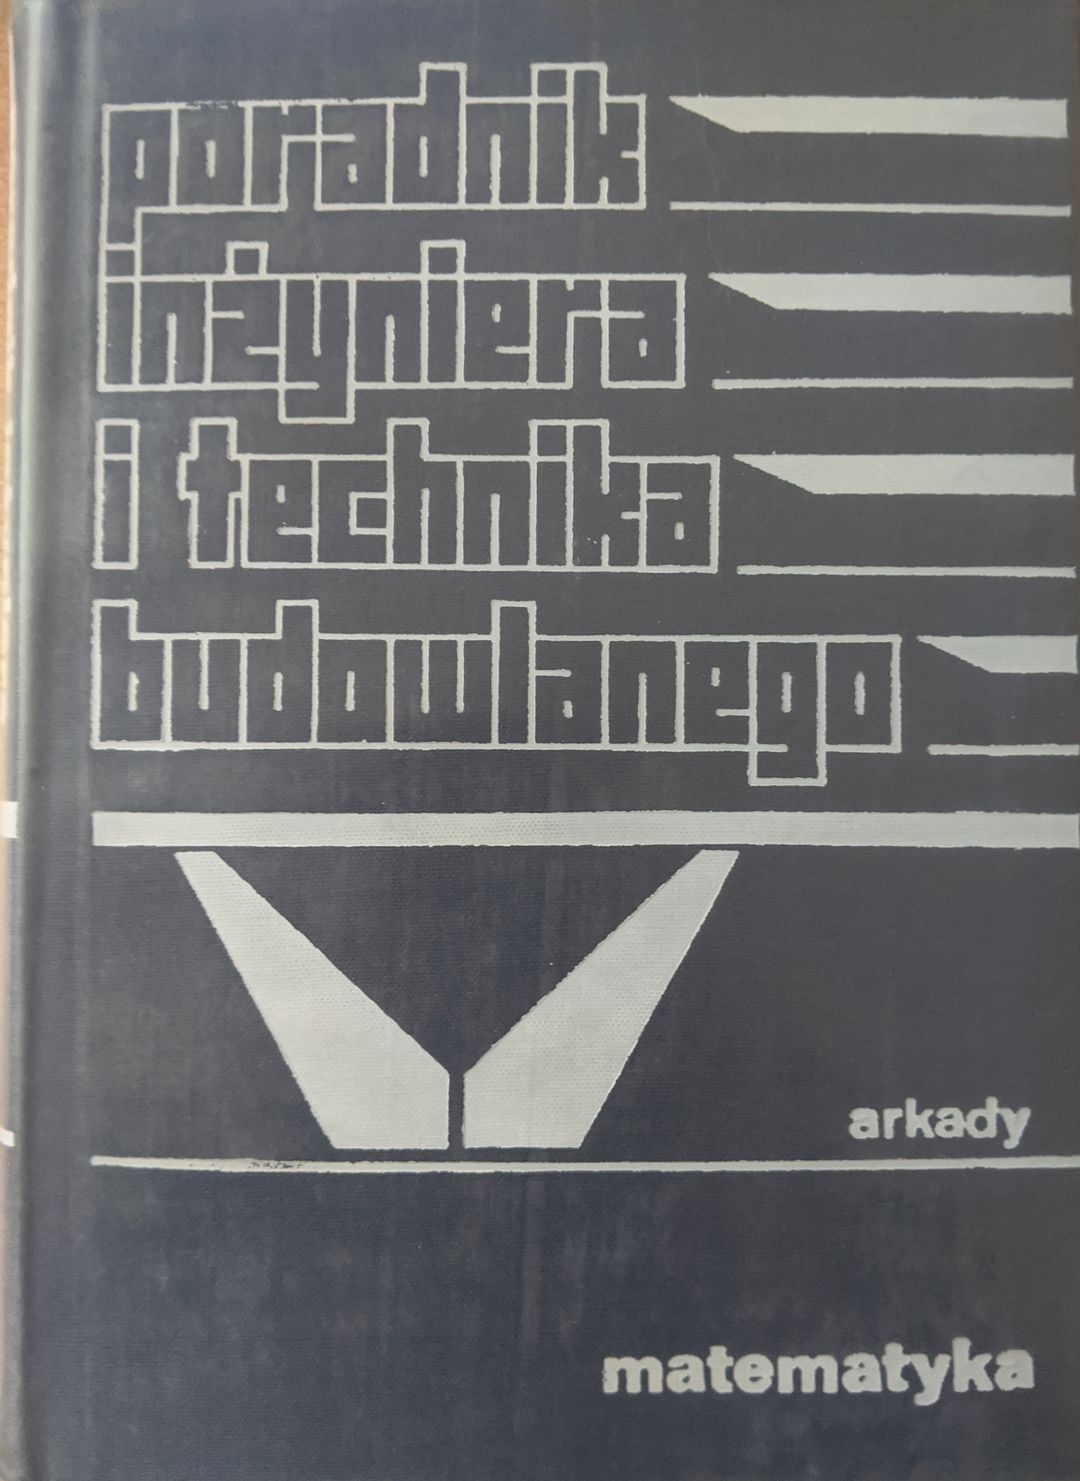 poradnik
inżyniera
i technika
budowlanego
arkady
matematyka